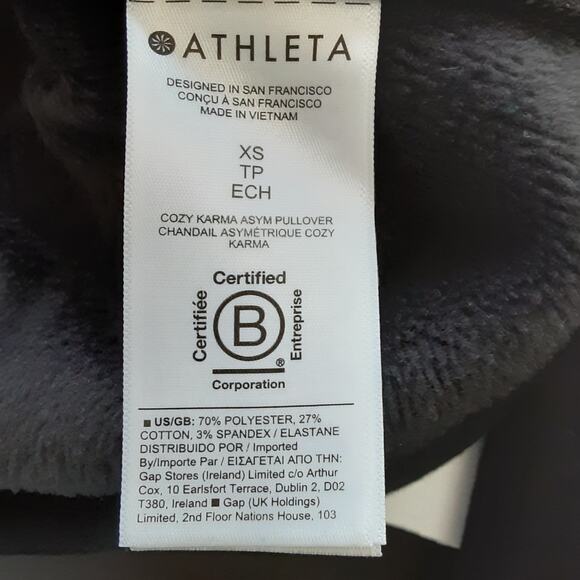 ATHLETA
DESIGNED IN SAN FRANCISCO
CONÇU À SAN FRANCISCO
MADE IN VIETNAM
XS
TP
ECH
COZY KARMA ASYM PULLOVER
CHANDAIL ASYMÉTRIQUE COZY
KARMA
Certified
Certifiée
B
Entreprise
®
Corporation
■ US/GB: 70% POLYESTER, 27%
COTTON, 3% SPANDEX / ELASTANE
DISTRIBUIDO POR / Imported
By/Importe Par / ΕΙΣΑΓΕΤΑΙ ΑΠΟ ΤΗΝ:
Gap Stores (Ireland) Limited c/o Arthur
Cox, 10 Earlsfort Terrace, Dublin 2, D02
T380, Ireland ■ Gap (UK Holdings)
Limited, 2nd Floor Nations House, 103